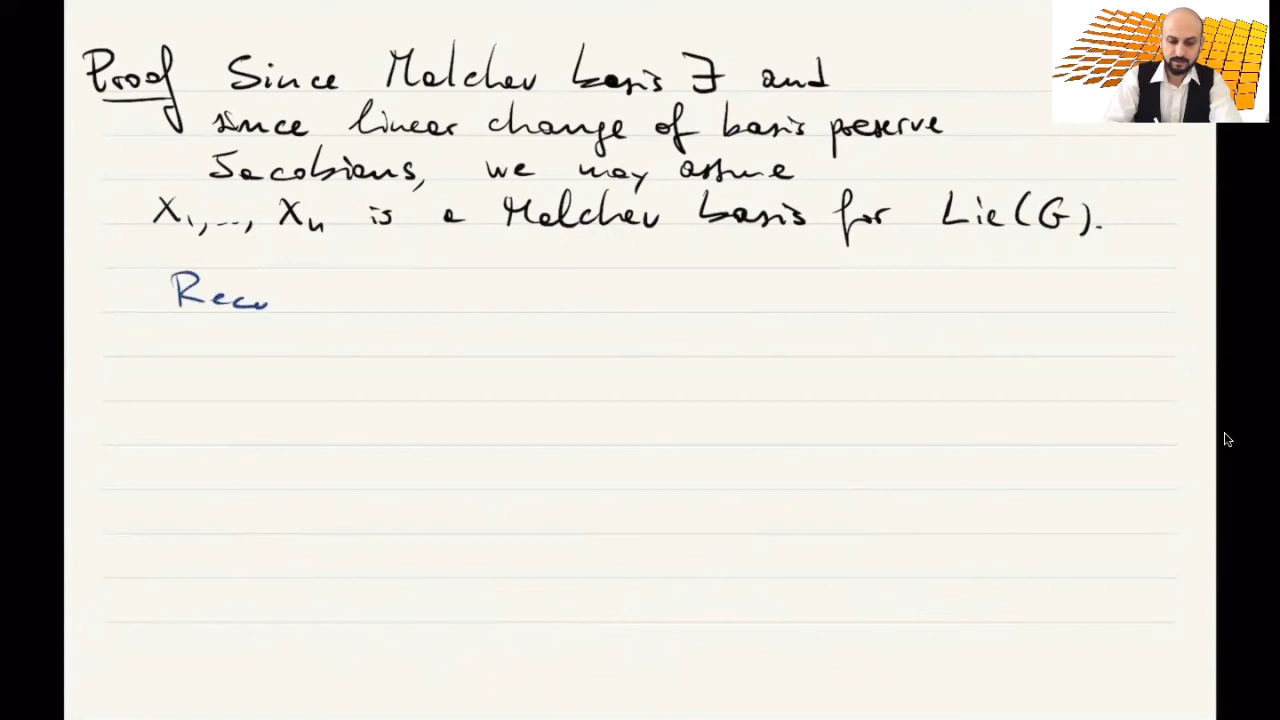 Proof Since Malcev basis ∃ and
since linear change of basis preserve
Jacobians, we may assume
X₁,..., Xₙ is a Malcev basis for Lie(G).
Reca